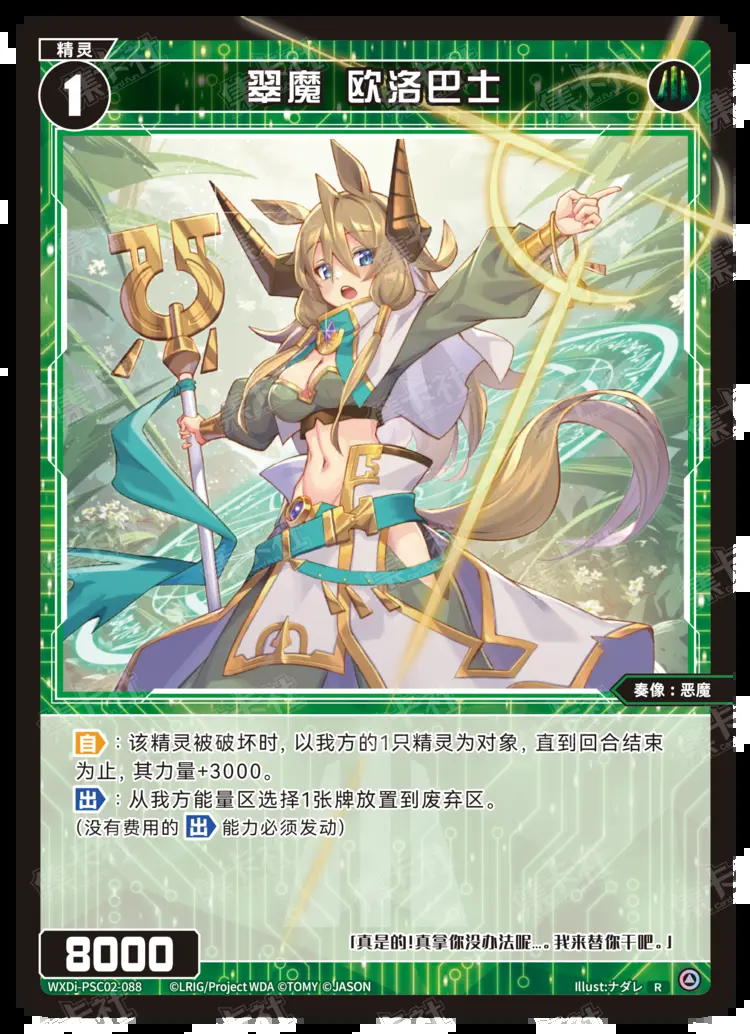 精灵
1
翠魔 欧洛巴士
奏像：恶魔
自：该精灵被破坏时，以我方的1只精灵为对象，直到回合结束
为止，其力量+3000。
出：从我方能量区选择1张牌放置到废弃区。
（没有费用的 出 能力必须发动）
「真是的！真拿你没办法呢…。我来替你干吧。」
8000
WXDi-PSC02-088 ©LRIG/Project WDA ©TOMY ©JASON Illust:ナダレ R
集卡社